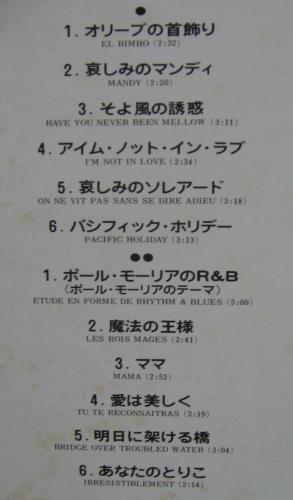 ●
1. オリーブの首飾り
EL BIMBO (2:32)
2. 哀しみのマンディ
MANDY (2:20)
3. そよ風の誘惑
HAVE YOU NEVER BEEN MELLOW (3:11)
4. アイム・ノット・イン・ラブ
I'M NOT IN LOVE (2:34)
5. 哀しみのソレアード
ON NE VIT PAS SANS SE DIRE ADIEU (3:18)
6. パシフィック・ホリデー
PACIFIC HOLIDAY (3:13)
●●
1. ポール・モーリアのR&B
(ポール・モーリアのテーマ)
ETUDE EN FORME DE RHYTHM & BLUES (5:00)
2. 魔法の王様
LES ROIS MAGES (2:41)
3. ママ
MAMA (2:52)
4. 愛は美しく
TU TE RECONNAITRAS (2:19)
5. 明日に架ける橋
BRIDGE OVER TROUBLED WATER (3:04)
6. あなたのとりこ
IRRESISTIBLEMENT (2:14)